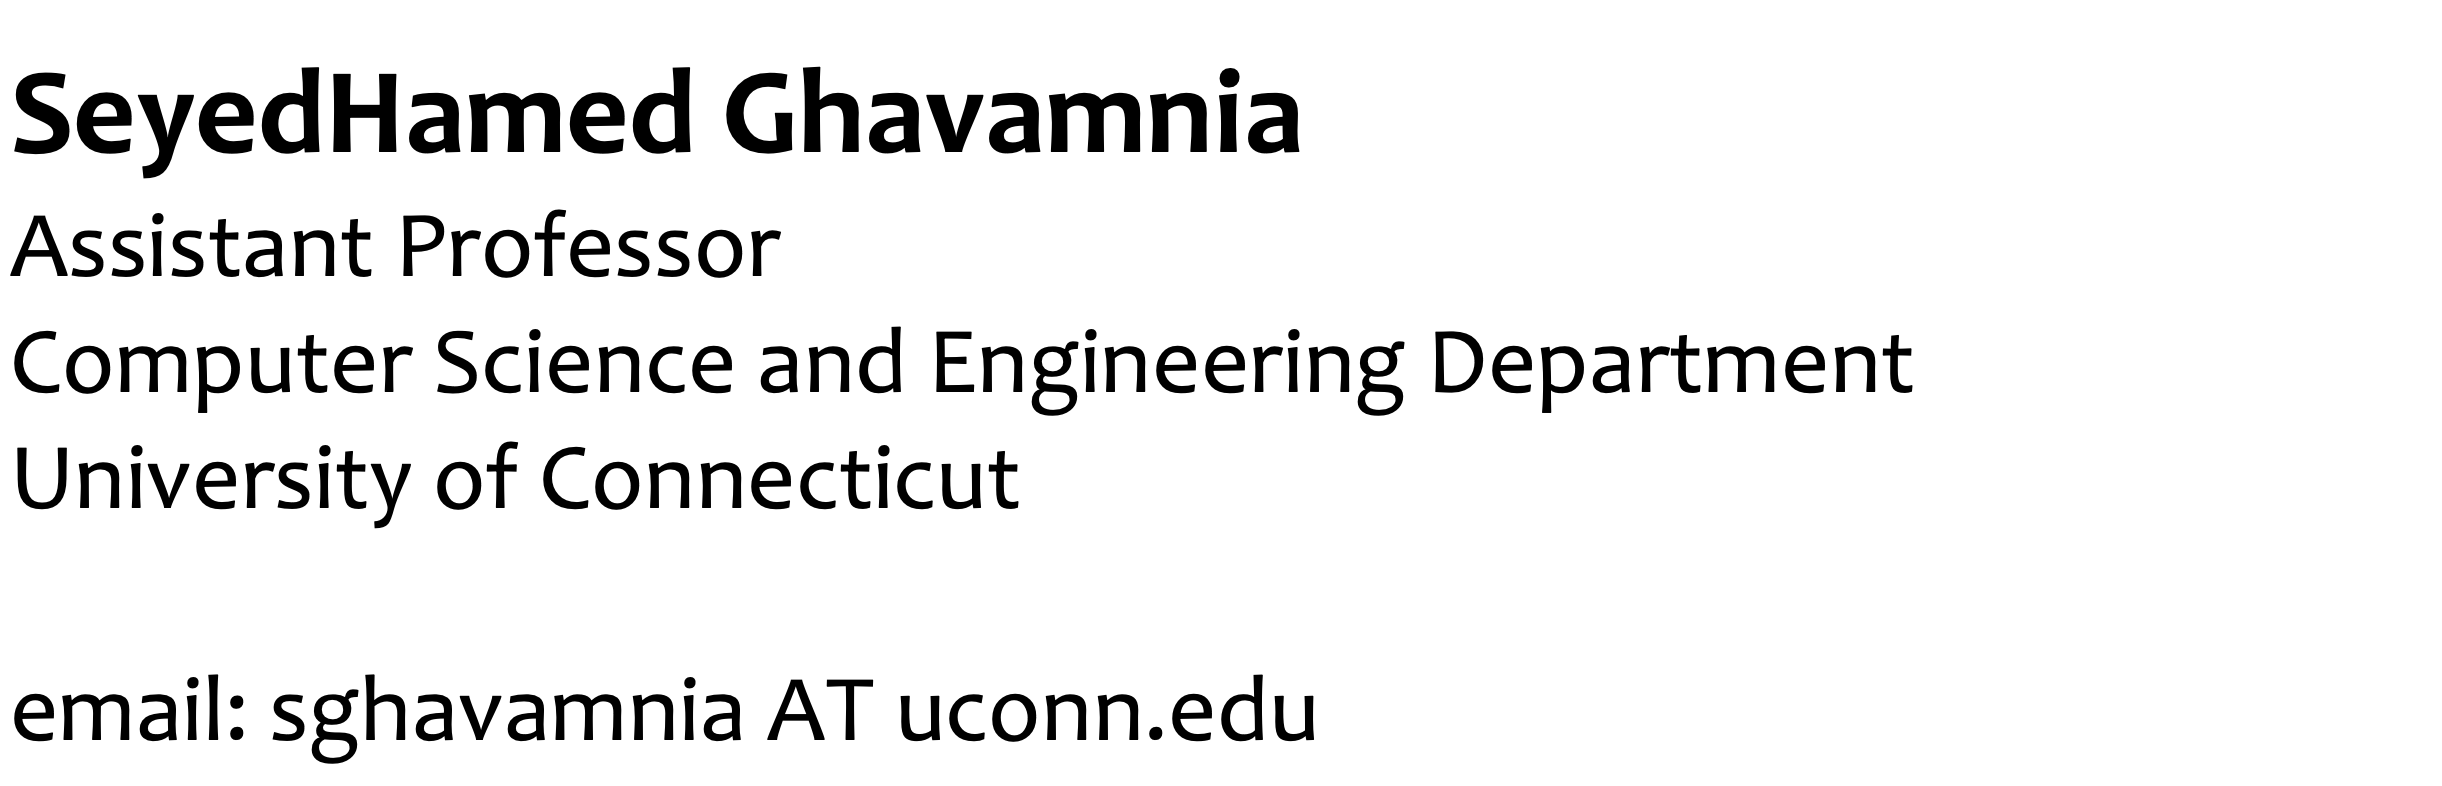 SeyedHamed Ghavamnia
Assistant Professor
Computer Science and Engineering Department
University of Connecticut
email: sghavamnia AT uconn.edu